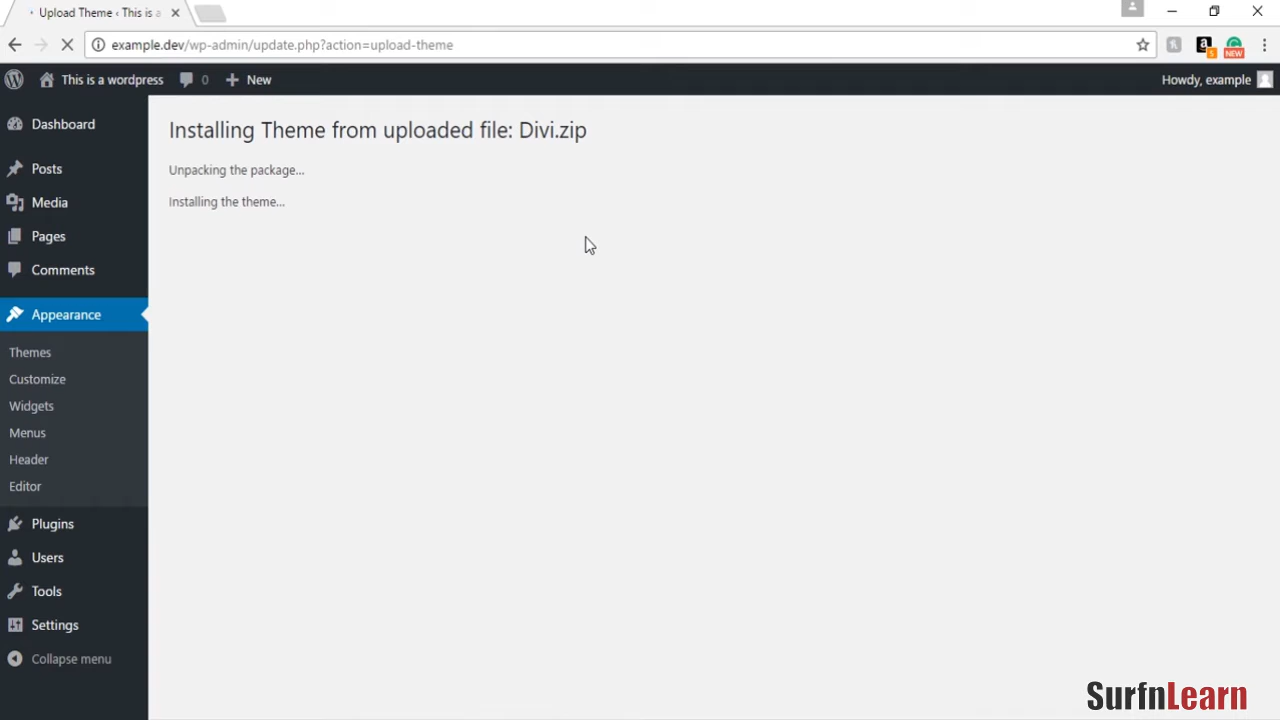 Upload Theme ‹ This is a
example.dev/wp-admin/update.php?action=upload-theme
5
NEW
This is a wordpress
0
New
Howdy, example
Dashboard
Posts
Media
Pages
Comments
Appearance
Themes
Customize
Widgets
Menus
Header
Editor
Plugins
Users
Tools
Settings
Collapse menu
Installing Theme from uploaded file: Divi.zip
Unpacking the package...
Installing the theme...
SurfnLearn